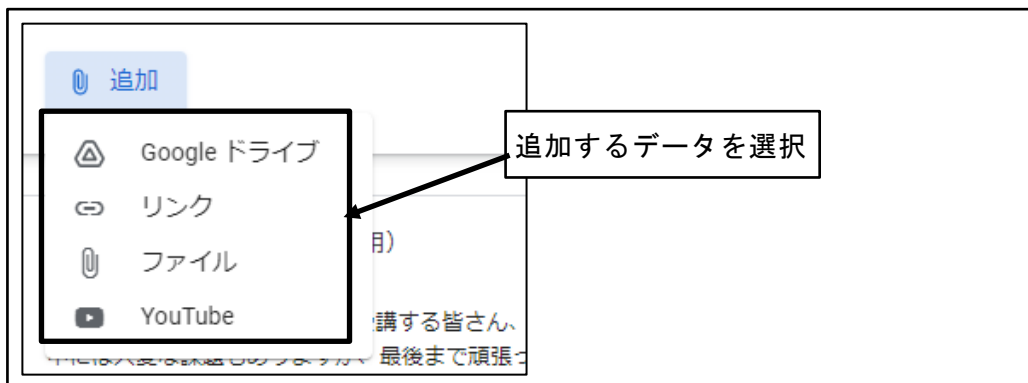 追加
Google ドライブ
追加するデータを選択
リンク
用)
ファイル
YouTube
講する皆さん、
最後まで頑張っ